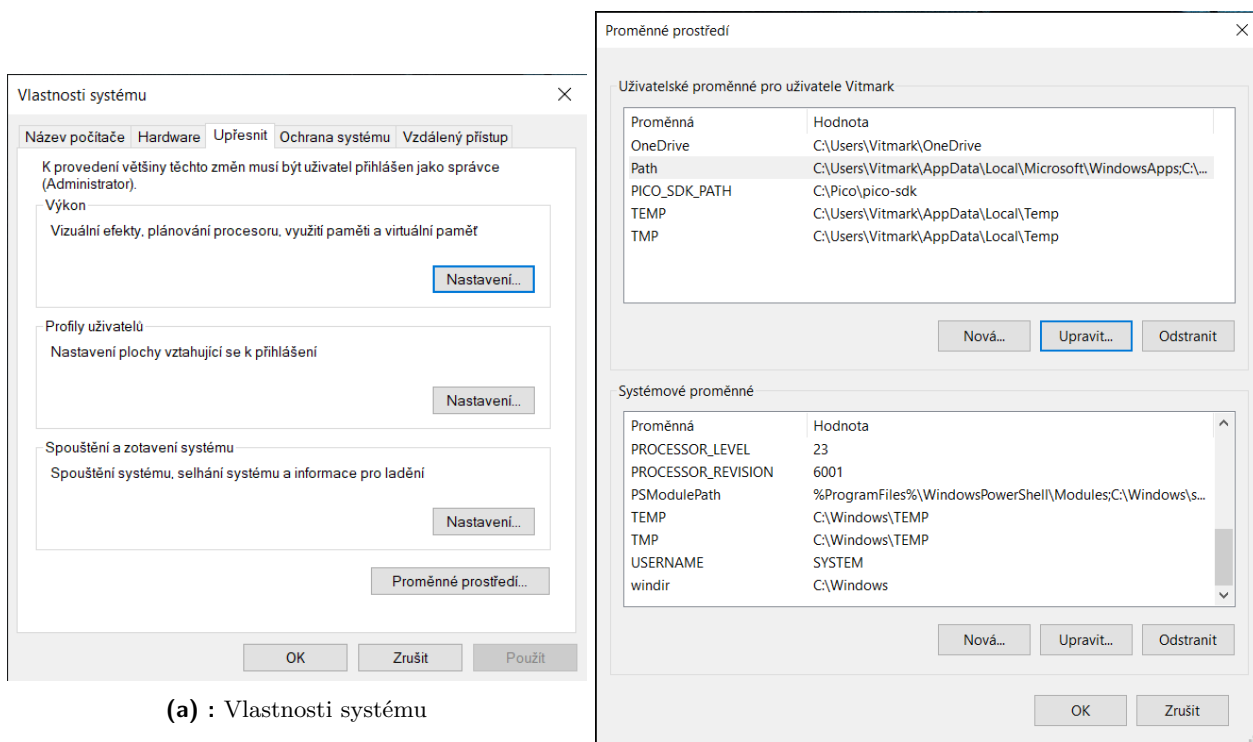 Vlastnosti systému
Název počítače Hardware Upřesnit Ochrana systému Vzdálený přístup
K provedení většiny těchto změn musí být uživatel přihlášen jako správce
(Administrator).
Výkon
Vizuální efekty, plánování procesoru, využití paměti a virtuální paměť
Nastavení...
Profily uživatelů
Nastavení plochy vztahující se k přihlášení
Nastavení...
Spouštění a zotavení systému
Spouštění systému, selhání systému a informace pro ladění
Nastavení...
Proměnné prostředí...
OK Zrušit Použít
(a) : Vlastnosti systému
Proměnné prostředí
Uživatelské proměnné pro uživatele Vitmark
Proměnná Hodnota
OneDrive C:\Users\Vitmark\OneDrive
Path C:\Users\Vitmark\AppData\Local\Microsoft\WindowsApps;C:\...
PICO_SDK_PATH C:\Pico\pico-sdk
TEMP C:\Users\Vitmark\AppData\Local\Temp
TMP C:\Users\Vitmark\AppData\Local\Temp
Nová... Upravit... Odstranit
Systémové proměnné
Proměnná Hodnota
PROCESSOR_LEVEL 23
PROCESSOR_REVISION 6001
PSModulePath %ProgramFiles%\WindowsPowerShell\Modules;C:\Windows\s...
TEMP C:\Windows\TEMP
TMP C:\Windows\TEMP
USERNAME SYSTEM
windir C:\Windows
Nová... Upravit... Odstranit
OK Zrušit